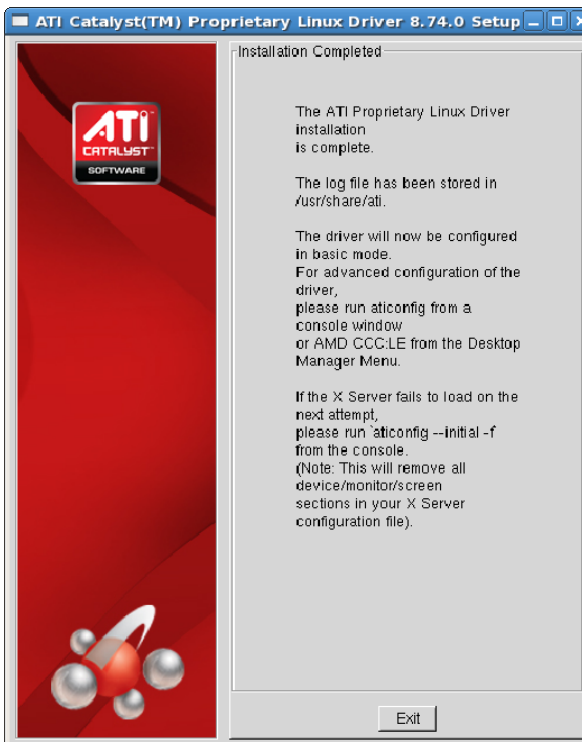 ATI Catalyst(TM) Proprietary Linux Driver 8.74.0 Setup
Installation Completed
ATI
CATALYST
SOFTWARE
The ATI Proprietary Linux Driver
installation
is complete.
The log file has been stored in
/usr/share/ati.
The driver will now be configured
in basic mode.
For advanced configuration of the
driver,
please run aticonfig from a
console window
or AMD CCC:LE from the Desktop
Manager Menu.
If the X Server fails to load on the
next attempt,
please run `aticonfig --initial -f
from the console.
(Note: This will remove all
device/monitor/screen
sections in your X Server
configuration file).
Exit